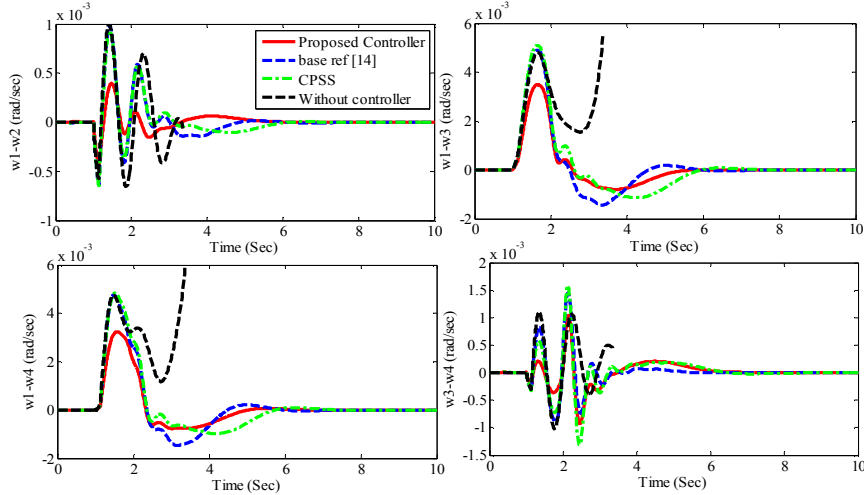 x 10 -3
1
0.5
0
-0.5
1
w1-w2 (rad/sec)
0 2 4 6 8 10
Time (Sec)
Proposed Controller
base ref [14]
CPSS
Without controller
x 10 -3
6
4
2
0
-2
w1-w3 (rad/sec)
0 2 4 6 8 10
Time (Sec)
x 10 -3
6
4
2
0
-2
w1-w4 (rad/sec)
0 2 4 6 8 10
Time (Sec)
x 10 -3
2
1.5
1
0.5
0
-0.5
-1
-1.5
w3-w4 (rad/sec)
0 2 4 6 8 10
Time (Sec)